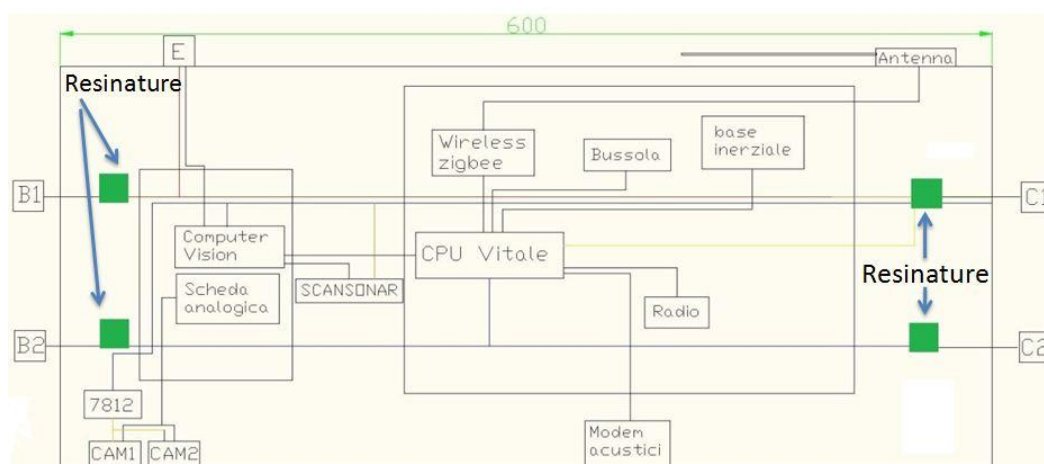 600
E
Antenna
Resinature
Wireless
zigbee
Bussola
base
inerziale
B1
C1
Computer
Vision
CPU Vitale
Resinature
Scheda
analogica
SCANSONAR
Radio
B2
C2
7812
Modem
acustici
CAM1
CAM2